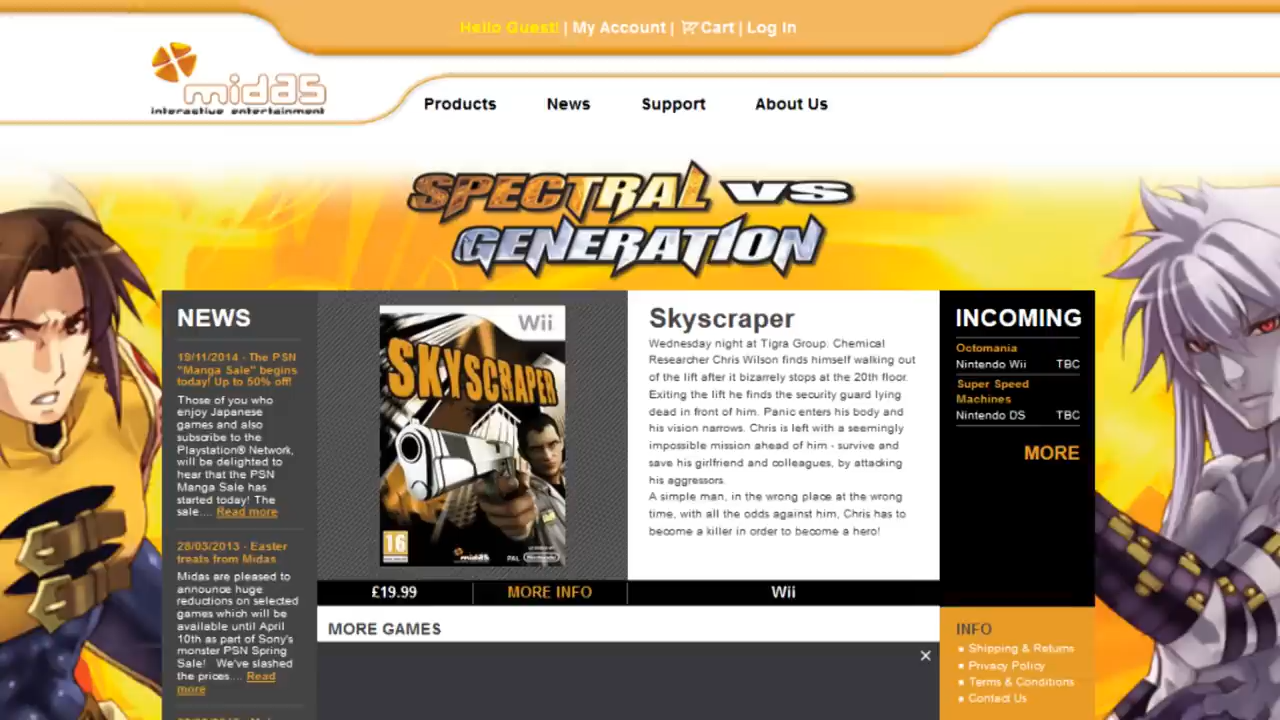 Hello Guest! | My Account | Cart | Log In
midas
interactive entertainment
Products News Support About Us
SPECTRAL VS
GENERATION
NEWS
19/11/2014 - The PSN
"Manga Sale" begins
today! Up to 50% off!
Those of you who
enjoy Japanese
games and also
subscribe to the
Playstation® Network,
will be delighted to
hear that the PSN
Manga Sale has
started today! The
sale.... Read more
28/03/2013 - Easter
treats from Midas
Midas are pleased to
announce huge
reductions on selected
games which will be
available until April
10th as part of Sony's
monster PSN Spring
Sale! We've slashed
the prices.... Read
more
Wii
SKYSCRAPER
16
midas
PAL
Nintendo
£19.99 MORE INFO Wii
Skyscraper
Wednesday night at Tigra Group. Chemical
Researcher Chris Wilson finds himself walking out
of the lift after it bizarrely stops at the 20th floor.
Exiting the lift he finds the security guard lying
dead in front of him. Panic enters his body and
his vision narrows. Chris is left with a seemingly
impossible mission ahead of him - survive and
save his girlfriend and colleagues, by attacking
his aggressors.
A simple man, in the wrong place at the wrong
time, with all the odds against him, Chris has to
become a killer in order to become a hero!
MORE GAMES
INCOMING
Octomania
Nintendo Wii TBC
Super Speed
Machines
Nintendo DS TBC
MORE
INFO
Shipping & Returns
Privacy Policy
Terms & Conditions
Contact Us